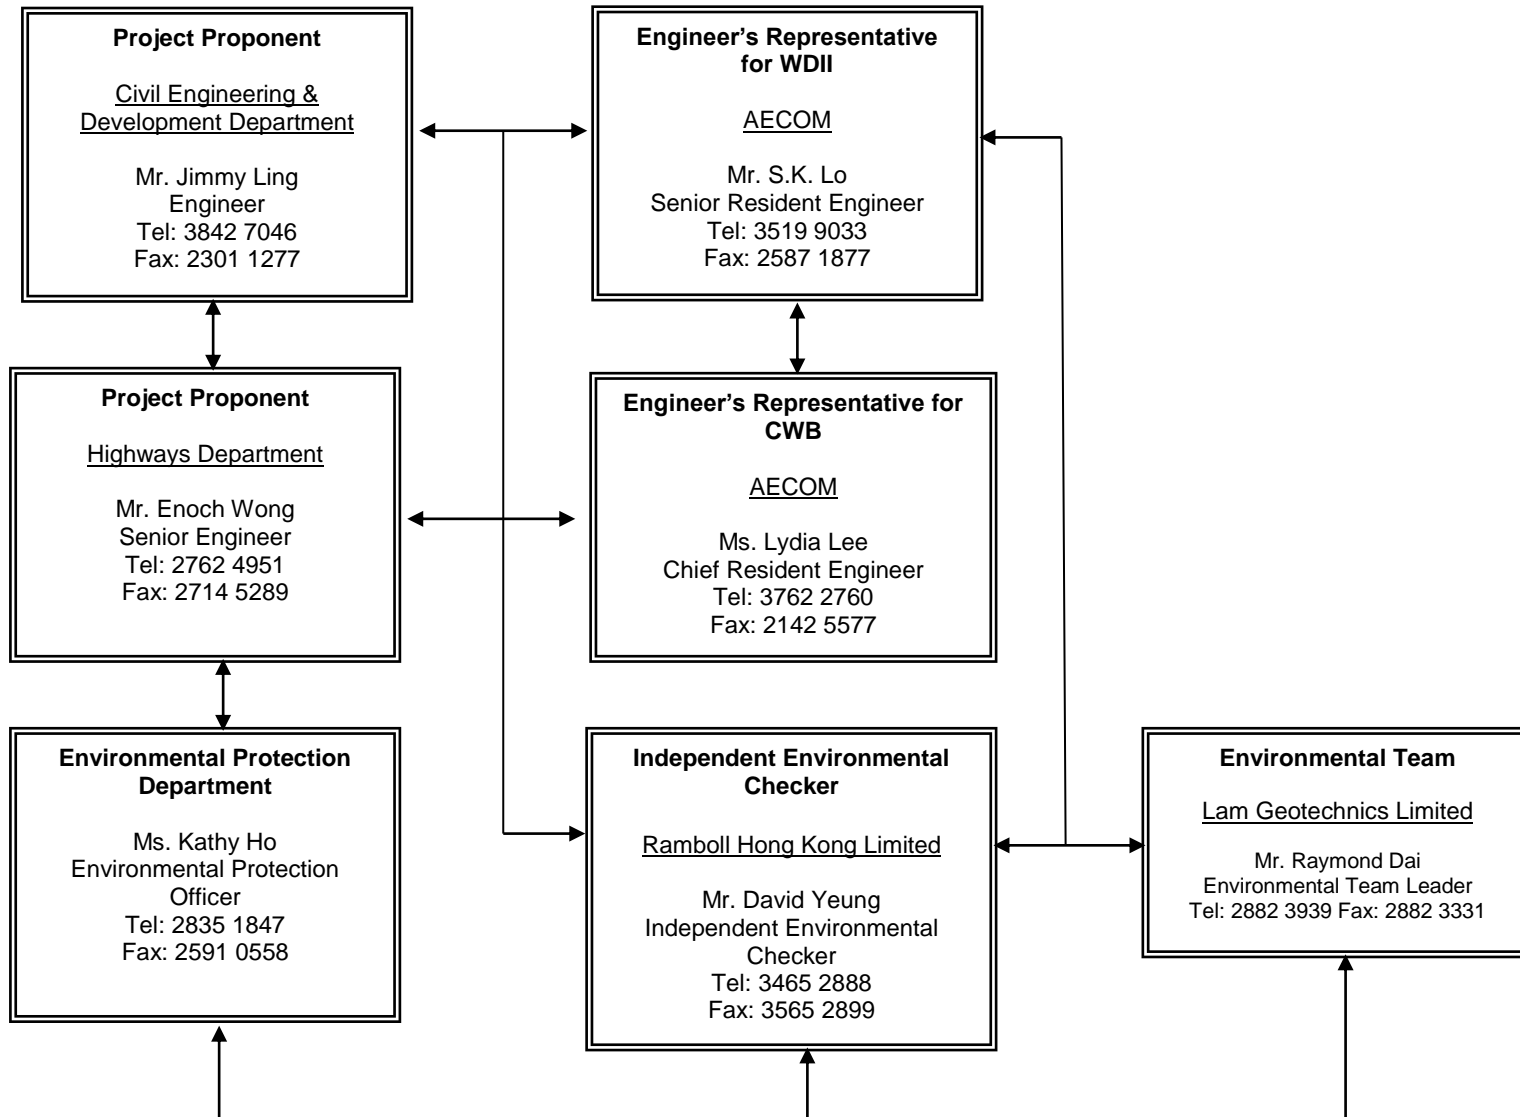 Project Proponent
Civil Engineering &
Development Department
Mr. Jimmy Ling
Engineer
Tel: 3842 7046
Fax: 2301 1277
Engineer’s Representative
for WDII
AECOM
Mr. S.K. Lo
Senior Resident Engineer
Tel: 3519 9033
Fax: 2587 1877
Project Proponent
Highways Department
Mr. Enoch Wong
Senior Engineer
Tel: 2762 4951
Fax: 2714 5289
Engineer’s Representative for
CWB
AECOM
Ms. Lydia Lee
Chief Resident Engineer
Tel: 3762 2760
Fax: 2142 5577
Environmental Protection
Department
Ms. Kathy Ho
Environmental Protection
Officer
Tel: 2835 1847
Fax: 2591 0558
Independent Environmental
Checker
Ramboll Hong Kong Limited
Mr. David Yeung
Independent Environmental
Checker
Tel: 3465 2888
Fax: 3565 2899
Environmental Team
Lam Geotechnics Limited
Mr. Raymond Dai
Environmental Team Leader
Tel: 2882 3939 Fax: 2882 3331